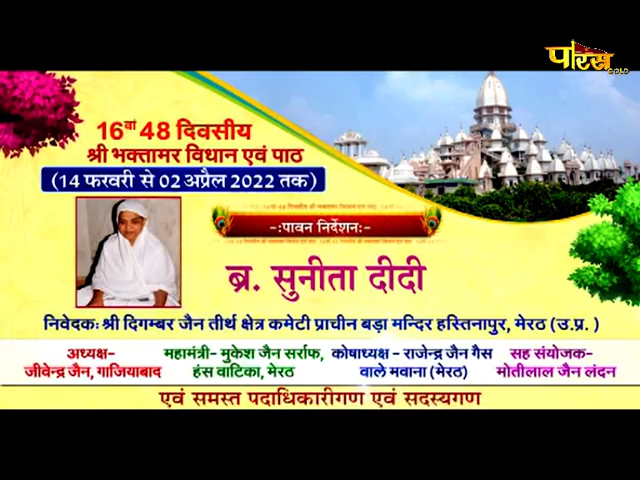 पारस
GOLD
16वां 48 दिवसीय
श्री भक्तामर विधान एवं पाठ
(14 फरवरी से 02 अप्रैल 2022 तक)
-:पावन निर्देशन:-
ब्र. सुनीता दीदी
निवेदक: श्री दिगम्बर जैन तीर्थ क्षेत्र कमेटी प्राचीन बड़ा मन्दिर हस्तिनापुर, मेरठ (उ.प्र. )
अध्यक्ष-
जीवेन्द्र जैन, गाजियाबाद
महामंत्री- मुकेश जैन सर्राफ,
हंस वाटिका, मेरठ
कोषाध्यक्ष - राजेन्द्र जैन गैस
वाले मवाना (मेरठ)
सह संयोजक-
मोतीलाल जैन लंदन
एवं समस्त पदाधिकारीगण एवं सदस्यगण